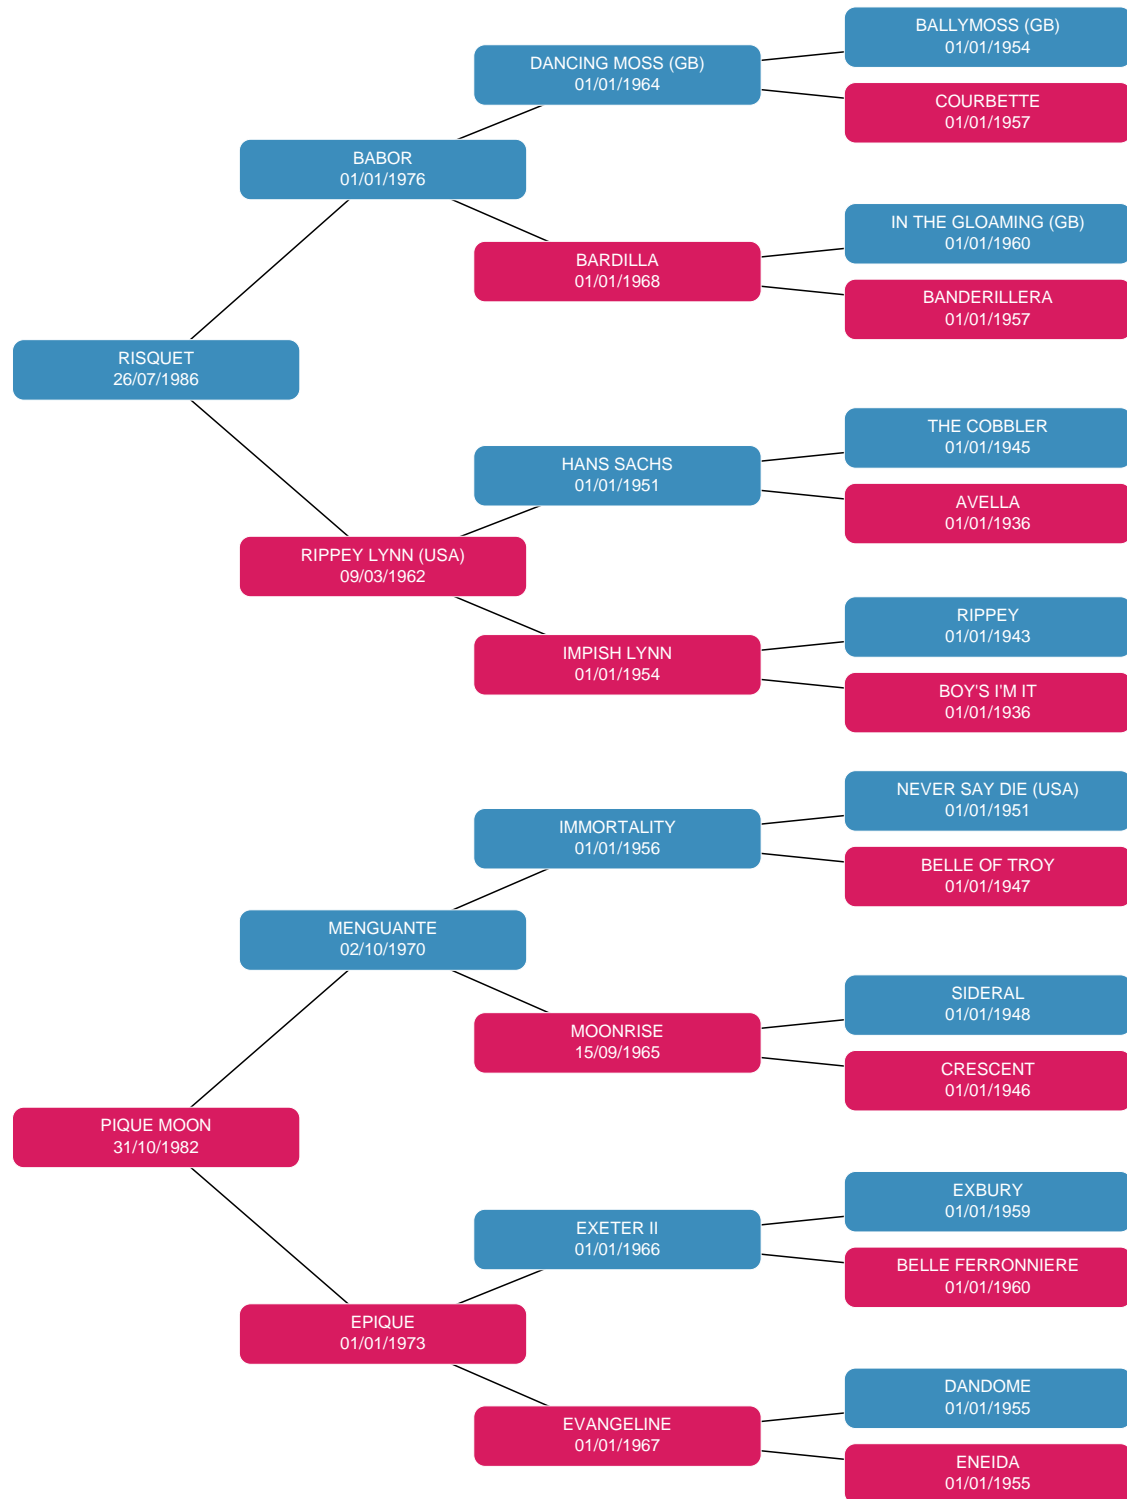 BALLYMOSS (GB)
01/01/1954
DANCING MOSS (GB)
01/01/1964
COURBETTE
01/01/1957
BABOR
01/01/1976
IN THE GLOAMING (GB)
01/01/1960
BARDILLA
01/01/1968
BANDERILLERA
01/01/1957
RISQUET
26/07/1986
THE COBBLER
01/01/1945
HANS SACHS
01/01/1951
AVELLA
01/01/1936
RIPPEY LYNN (USA)
09/03/1962
RIPPEY
01/01/1943
IMPISH LYNN
01/01/1954
BOY'S I'M IT
01/01/1936
NEVER SAY DIE (USA)
01/01/1951
IMMORTALITY
01/01/1956
BELLE OF TROY
01/01/1947
MENGUANTE
02/10/1970
SIDERAL
01/01/1948
MOONRISE
15/09/1965
CRESCENT
01/01/1946
PIQUE MOON
31/10/1982
EXBURY
01/01/1959
EXETER II
01/01/1966
BELLE FERRONNIERE
01/01/1960
EPIQUE
01/01/1973
DANDOME
01/01/1955
EVANGELINE
01/01/1967
ENEIDA
01/01/1955